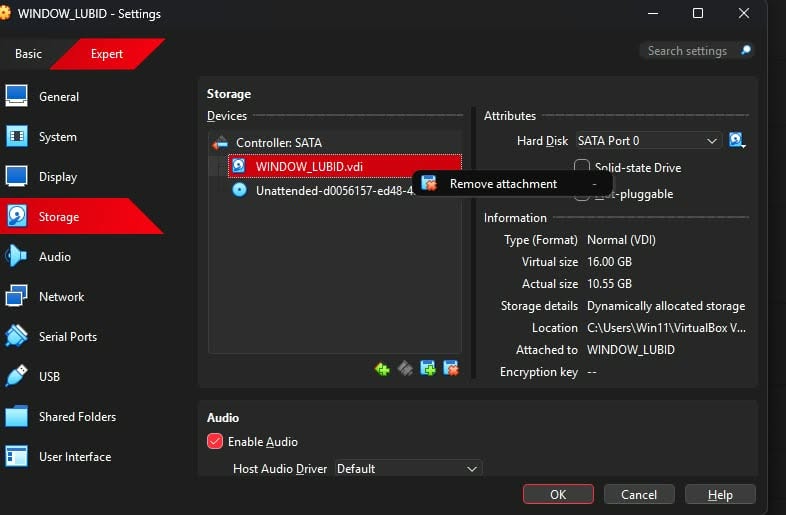 WINDOW_LUBID - Settings
Basic
Expert
Search settings
General
System
Display
Storage
Audio
Network
Serial Ports
USB
Shared Folders
User Interface
Storage
Devices
Controller: SATA
WINDOW_LUBID.vdi
Unattended-d0056157-ed48-4
Remove attachment -
Attributes
Hard Disk SATA Port 0
Solid-state Drive
-pluggable
Information
Type (Format) Normal (VDI)
Virtual size 16.00 GB
Actual size 10.55 GB
Storage details Dynamically allocated storage
Location C:\Users\Win11\VirtualBox V...
Attached to WINDOW_LUBID
Encryption key --
Audio
Enable Audio
Host Audio Driver Default
OK
Cancel
Help